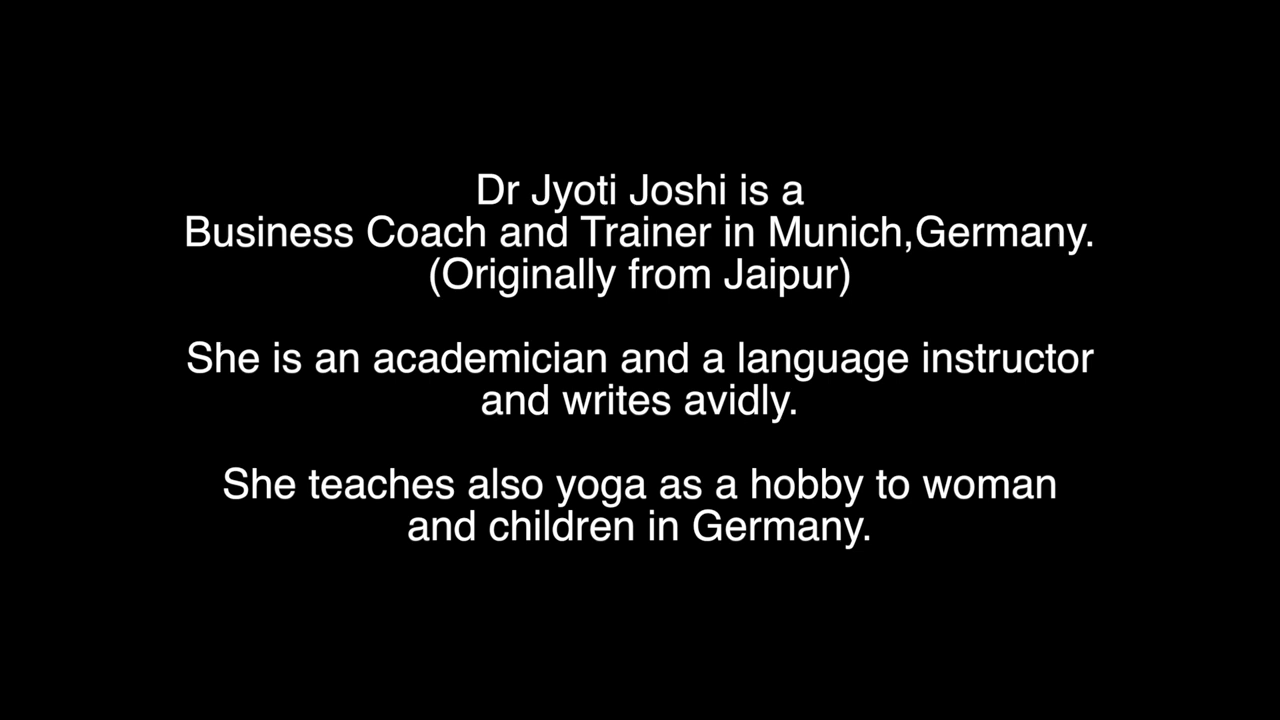 Dr Jyoti Joshi is a
Business Coach and Trainer in Munich,Germany.
(Originally from Jaipur)
She is an academician and a language instructor
and writes avidly.
She teaches also yoga as a hobby to woman
and children in Germany.